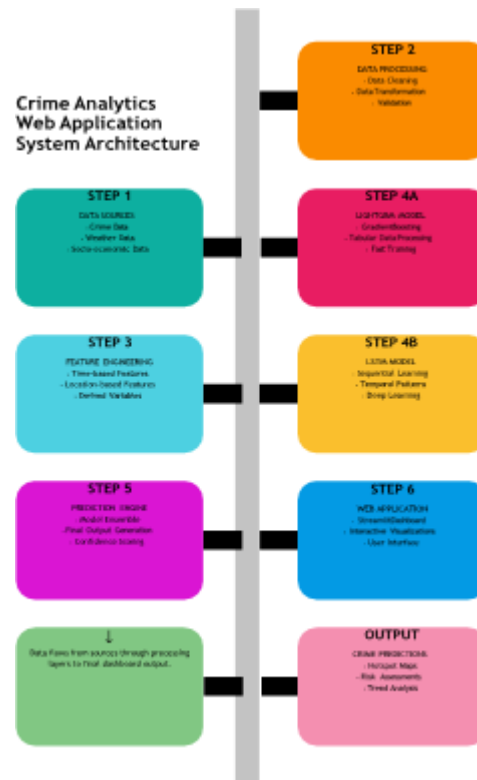 Crime Analytics
Web Application
System Architecture
STEP 1
DATA SOURCES
- Crime Data
- Weather Data
- Socio-economic Data
STEP 2
DATA PROCESSING
- Data Cleaning
- Data Transformation
- Validation
STEP 3
FEATURE ENGINEERING
- Time-based Features
- Location-based Features
- Derived Variables
STEP 4A
LIGHTGBM MODEL
- GradientBoosting
- Tabular Data Processing
- Fast Training
STEP 4B
LSTM MODEL
- Sequential Learning
- Temporal Patterns
- Deep Learning
STEP 5
PREDICTION ENGINE
- Model Ensemble
- Final Output Generation
- Confidence Scoring
STEP 6
WEB APPLICATION
- StreamlitDashboard
- Interactive Visualizations
- User Interface
↓
Data flows from sources through processing
layers to final dashboard output.
OUTPUT
CRIME PREDICTIONS
- Hotspot Maps
- Risk Assessments
- Trend Analysis